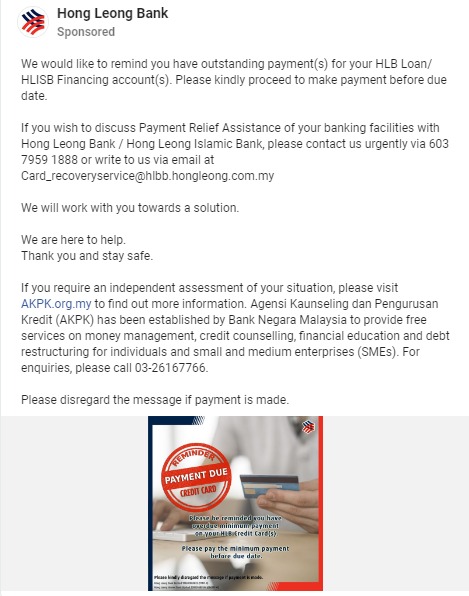 Hong Leong Bank
Sponsored
We would like to remind you have outstanding payment(s) for your HLB Loan/
HLISB Financing account(s). Please kindly proceed to make payment before due
date.
If you wish to discuss Payment Relief Assistance of your banking facilities with
Hong Leong Bank / Hong Leong Islamic Bank, please contact us urgently via 603
7959 1888 or write to us via email at
Card_recoveryservice@hlbb.hongleong.com.my
We will work with you towards a solution.
We are here to help.
Thank you and stay safe.
If you require an independent assessment of your situation, please visit
AKPK.org.my to find out more information. Agensi Kaunseling dan Pengurusan
Kredit (AKPK) has been established by Bank Negara Malaysia to provide free
services on money management, credit counselling, financial education and debt
restructuring for individuals and small and medium enterprises (SMEs). For
enquiries, please call 03-26167766.
Please disregard the message if payment is made.
REMINDER
PAYMENT DUE
CREDIT CARD
Please be reminded you have
overdue minimum payment
on your HLB Credit Card(s)
Please pay the minimum payment
before due date.
Please kindly disregard the message if payment is made.